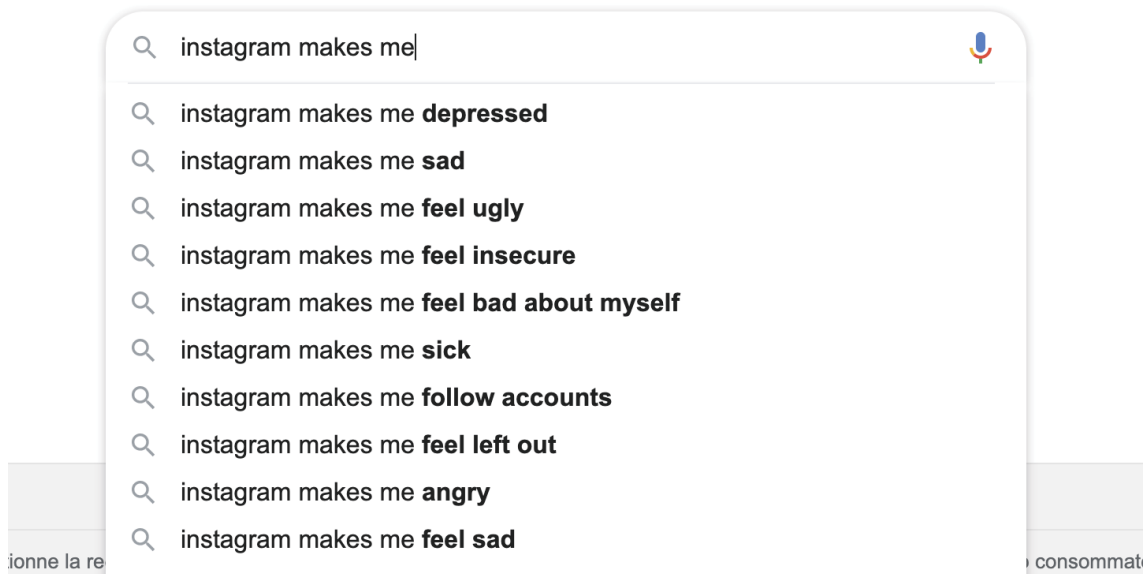 instagram makes me
instagram makes me depressed
instagram makes me sad
instagram makes me feel ugly
instagram makes me feel insecure
instagram makes me feel bad about myself
instagram makes me sick
instagram makes me follow accounts
instagram makes me feel left out
instagram makes me angry
instagram makes me feel sad
la